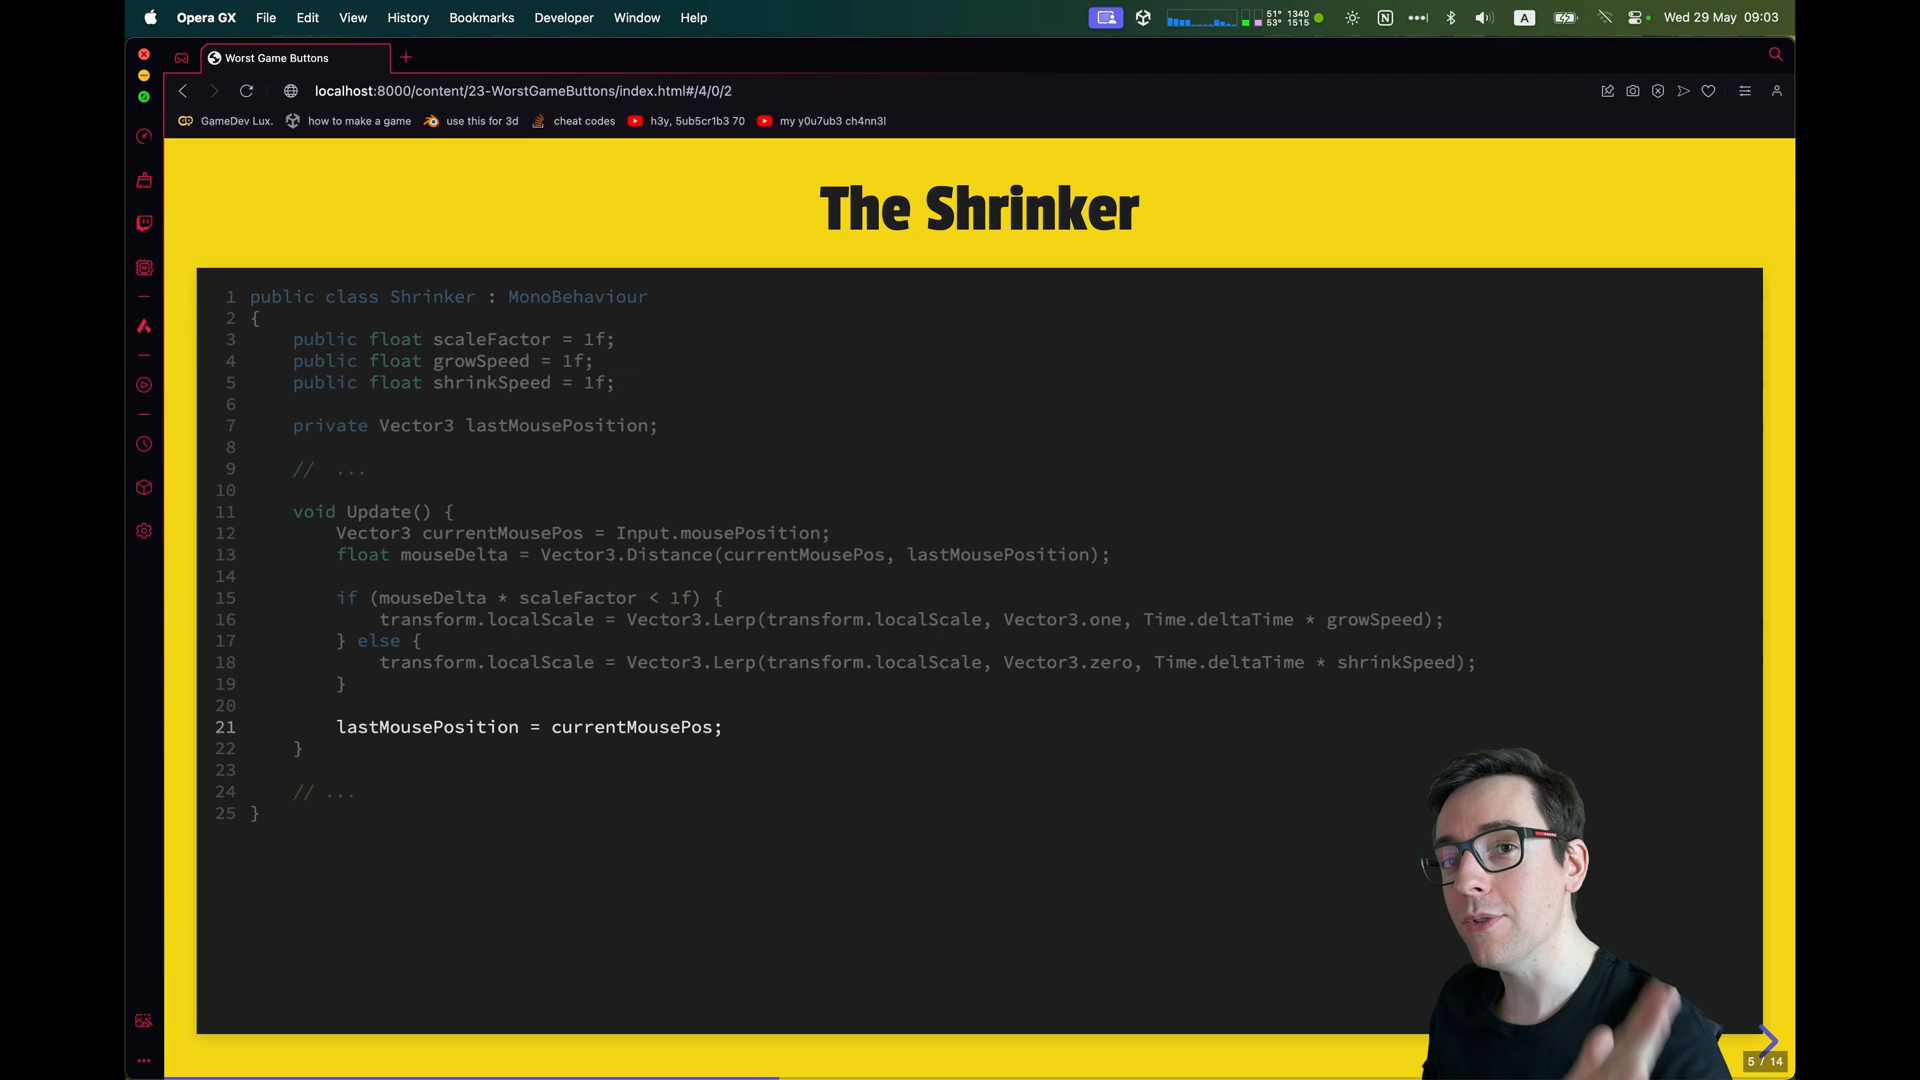 Opera GX File Edit View History Bookmarks Developer Window Help
51° 1340
53° 1515
A
Wed 29 May 09:03
Worst Game Buttons
localhost:8000/content/23-WorstGameButtons/index.html#/4/0/2
GameDev Lux. how to make a game use this for 3d cheat codes h3y, 5ub5cr1b3 70 my y0u7ub3 ch4nn3l
The Shrinker
1 public class Shrinker : MonoBehaviour
2 {
3 public float scaleFactor = 1f;
4 public float growSpeed = 1f;
5 public float shrinkSpeed = 1f;
6
7 private Vector3 lastMousePosition;
8
9 // ...
10
11 void Update() {
12 Vector3 currentMousePos = Input.mousePosition;
13 float mouseDelta = Vector3.Distance(currentMousePos, lastMousePosition);
14
15 if (mouseDelta * scaleFactor < 1f) {
16 transform.localScale = Vector3.Lerp(transform.localScale, Vector3.one, Time.deltaTime * growSpeed);
17 } else {
18 transform.localScale = Vector3.Lerp(transform.localScale, Vector3.zero, Time.deltaTime * shrinkSpeed);
19 }
20
21 lastMousePosition = currentMousePos;
22 }
23
24 // ...
25 }
5 / 14